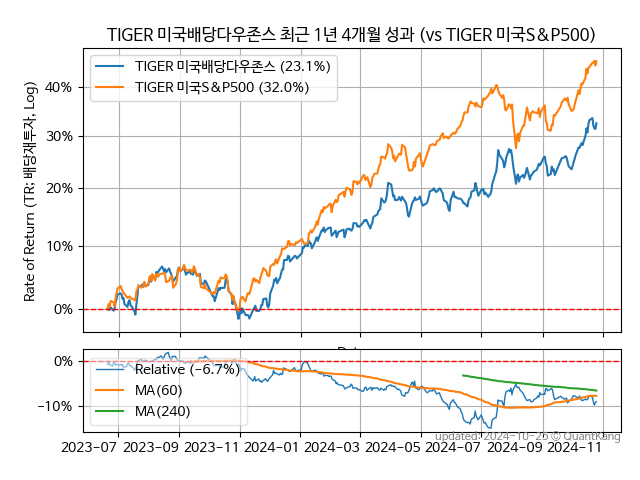 TIGER 미국배당다우존스 최근 1년 4개월 성과 (vs TIGER 미국S&P500)
TIGER 미국배당다우존스 (23.1%)
TIGER 미국S&P500 (32.0%)
Rate of Return (TR: 배당재투자, Log)
40%
30%
20%
10%
0%
0%
−10%
Relative (−6.7%)
MA(60)
MA(240)
2023-07 2023-09 2023-11 2024-01 2024-03 2024-05 2024-07 2024-09 2024-11
updated: 2024-10-25 © QuantKang